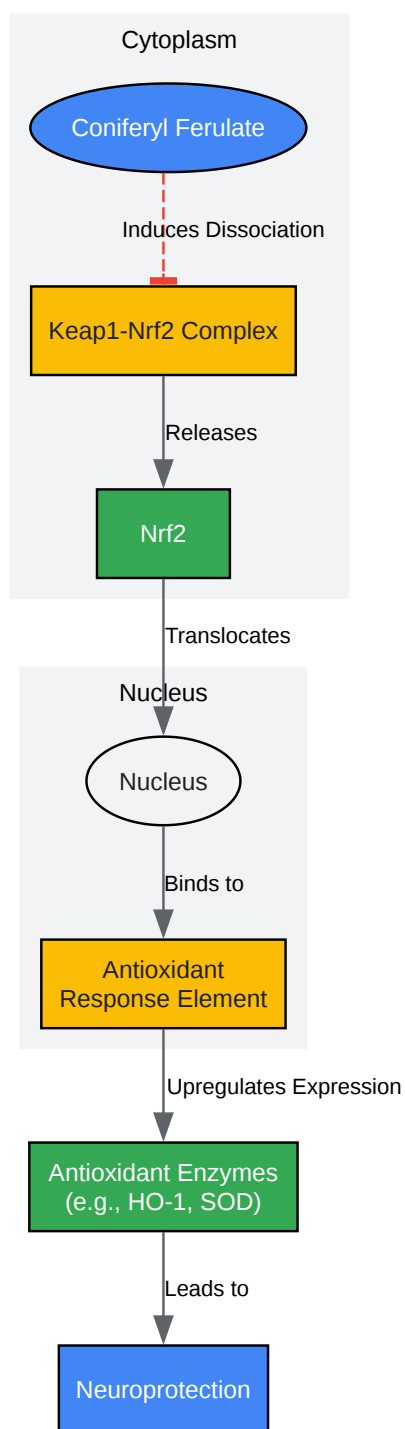 Cytoplasm
Coniferyl Ferulate
Induces Dissociation
Keap1-Nrf2 Complex
Releases
Nrf2
Translocates
Nucleus
Nucleus
Binds to
Antioxidant
Response Element
Upregulates Expression
Antioxidant Enzymes
(e.g., HO-1, SOD)
Leads to
Neuroprotection